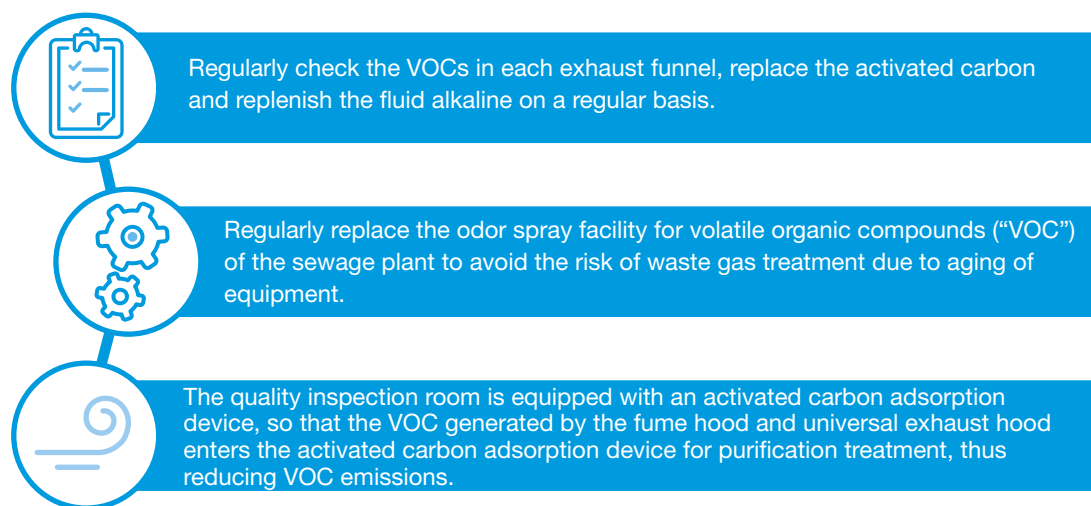 Regularly check the VOCs in each exhaust funnel, replace the activated carbon
and replenish the fluid alkaline on a regular basis.
Regularly replace the odor spray facility for volatile organic compounds (“VOC”)
of the sewage plant to avoid the risk of waste gas treatment due to aging of
equipment.
The quality inspection room is equipped with an activated carbon adsorption
device, so that the VOC generated by the fume hood and universal exhaust hood
enters the activated carbon adsorption device for purification treatment, thus
reducing VOC emissions.